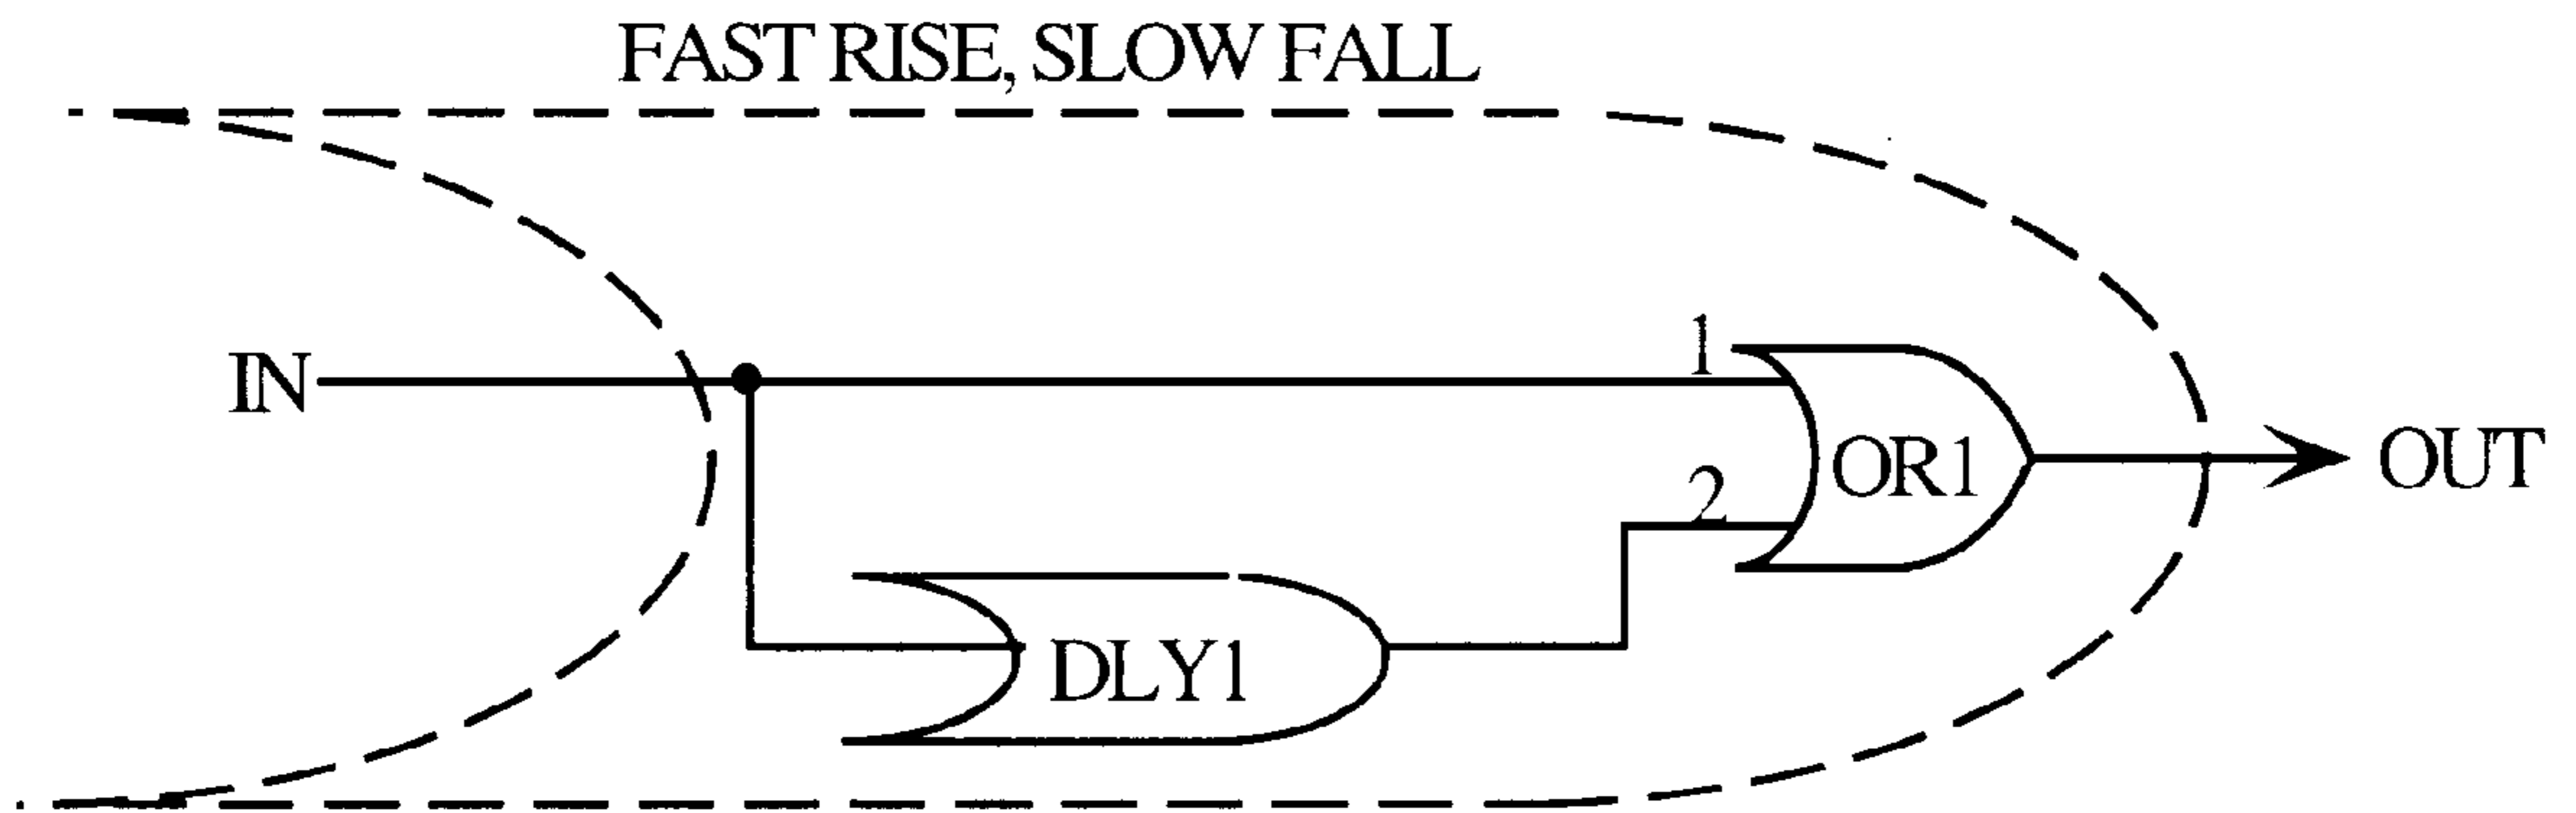 FAST RISE, SLOW FALL
IN
1
2
OR1
OUT
DLY1